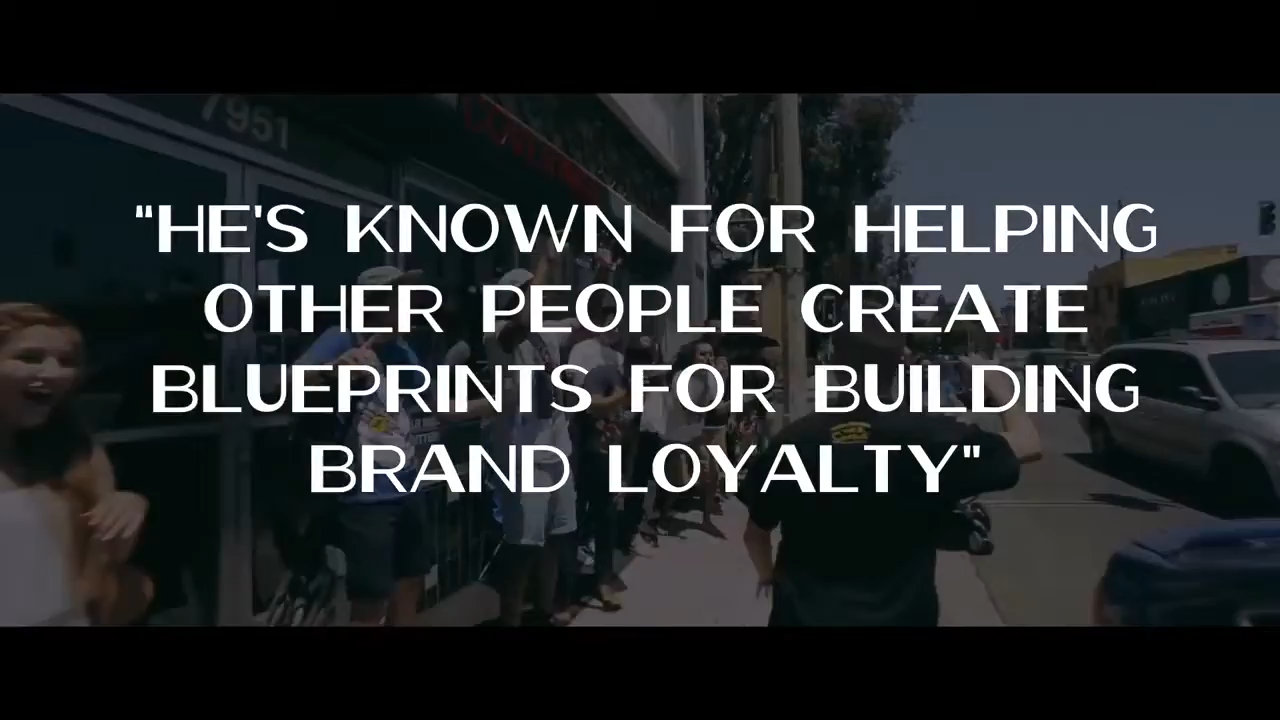 7951
"HE'S KNOWN FOR HELPING
OTHER PEOPLE CREATE
BLUEPRINTS FOR BUILDING
BRAND LOYALTY"